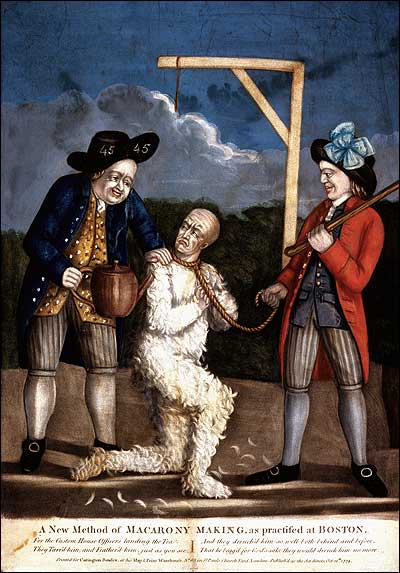 45 45
A New Method of MACARONY MAKING, as practiſed at BOSTON.
For the Custom House Officers landing the Tea,
They Tarr'd him, and Feather'd him, just as you see,
And they drench'd him so well both behind and before,
That he begg'd for God's sake they would drench him no more.
Printed for Carington Bowles, at his Map & Print Warehouse, No. in St. Pauls Church Yard, London. Published as the Act directs, Oct. 1774.